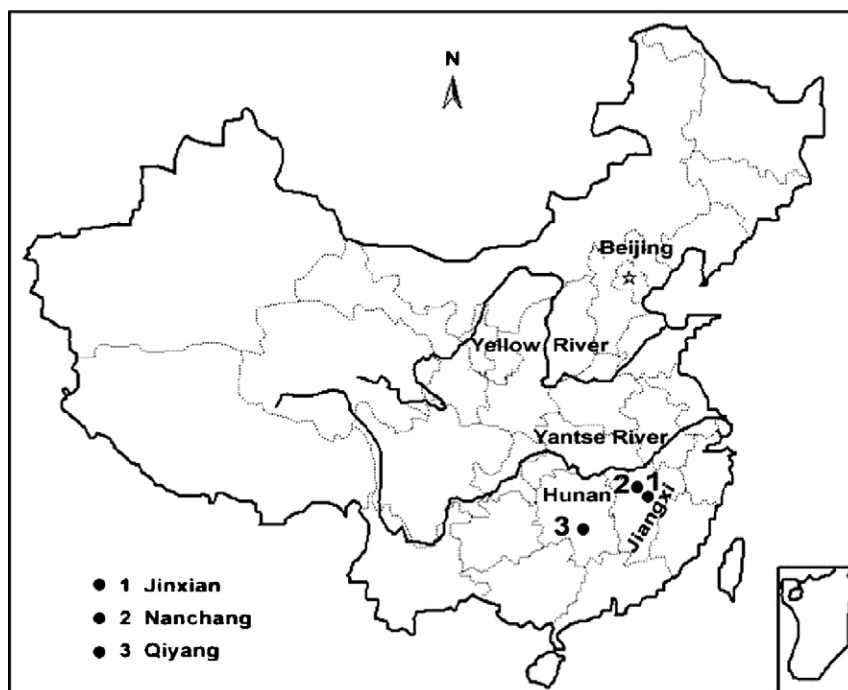 N
Beijing
Yellow River
Yantse River
Hunan
2 1
Jiangxi
3
1 Jinxian
2 Nanchang
3 Qiyang